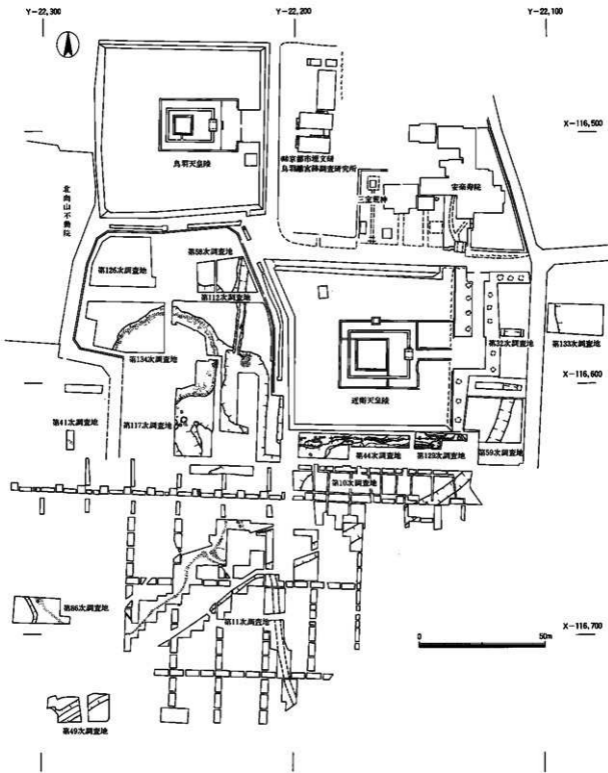 Y-22,300
Y-22,200
Y-22,100
X-116,500
鳥羽天皇陵
㈶京都市埋文研
鳥羽離宮跡調査研究所
三宝荒神
安楽寿院
北向山不動院
第58次調査地
第126次調査地
第112次調査地
第32次調査地
第133次調査地
第134次調査地
近衛天皇陵
X-116,600
第41次調査地
第117次調査地
第44次調査地
第129次調査地
第59次調査地
第10次調査地
第86次調査地
第11次調査地
X-116,700
0
50m
第49次調査地